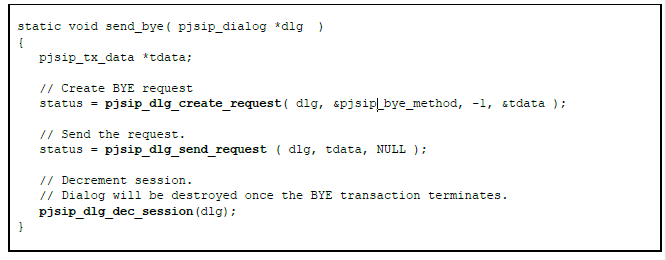 static void send_bye( pjsip_dialog *dlg  )
{
   pjsip_tx_data *tdata;
   // Create BYE request
   status = pjsip_dlg_create_request( dlg, &pjsip_bye_method, -1, &tdata );
   // Send the request.
   status = pjsip_dlg_send_request ( dlg, tdata, NULL );
   // Decrement session.
   // Dialog will be destroyed once the BYE transaction terminates.
   pjsip_dlg_dec_session(dlg);
}